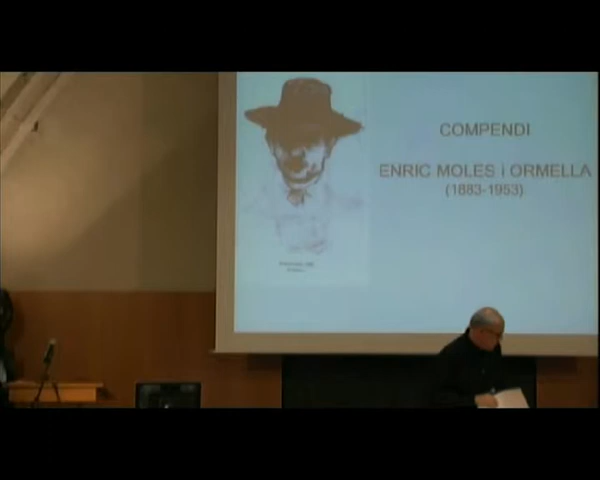 COMPENDI
ENRIC MOLES i ORMELLA
(1883-1953)